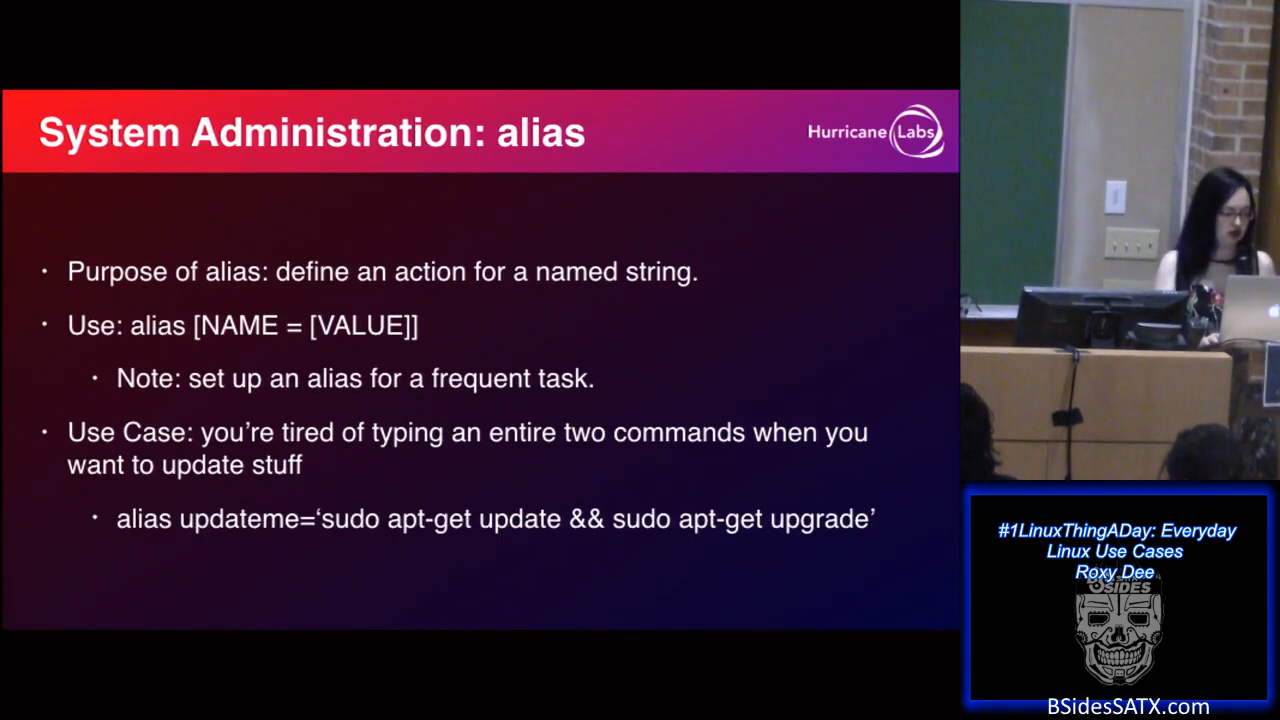 System Administration: alias
Hurricane Labs
• Purpose of alias: define an action for a named string.
• Use: alias [NAME = [VALUE]]
• Note: set up an alias for a frequent task.
• Use Case: you’re tired of typing an entire two commands when you
want to update stuff
• alias updateme=‘sudo apt-get update && sudo apt-get upgrade’
#1LinuxThingADay: Everyday
Linux Use Cases
Roxy Dee
BSIDES
BSidesSATX.com